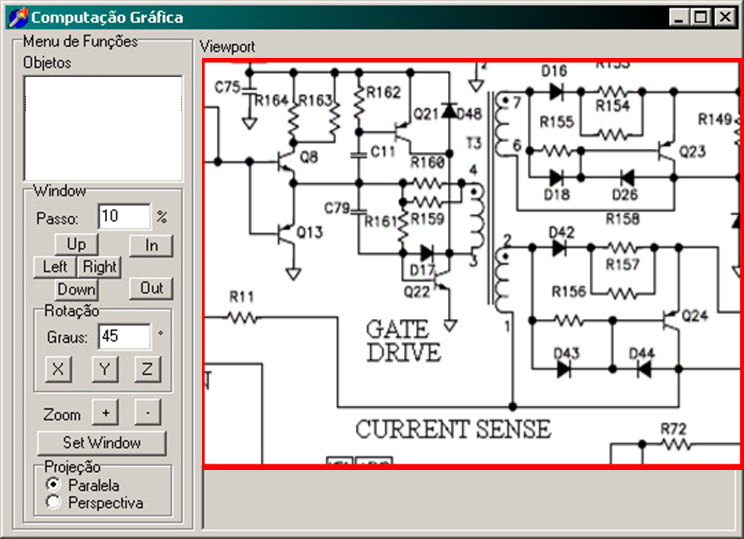 Computação Gráfica
Menu de Funções
Objetos
Window
Passo: 10 %
Up
In
Left
Right
Down
Out
Rotação
Graus: 45 °
X
Y
Z
Zoom
+
-
Set Window
Projeção
Paralela
Perspectiva
Viewport
C75
R164
R163
R162
Q21
D48
Q8
C11
R160
C79
R161
R159
Q13
D17
Q22
R11
T3
4
3
7
6
2
1
D16
R154
R155
R149
Q23
D18
D26
R158
D42
R157
R156
Q24
D43
D44
GATE
DRIVE
CURRENT SENSE
R72